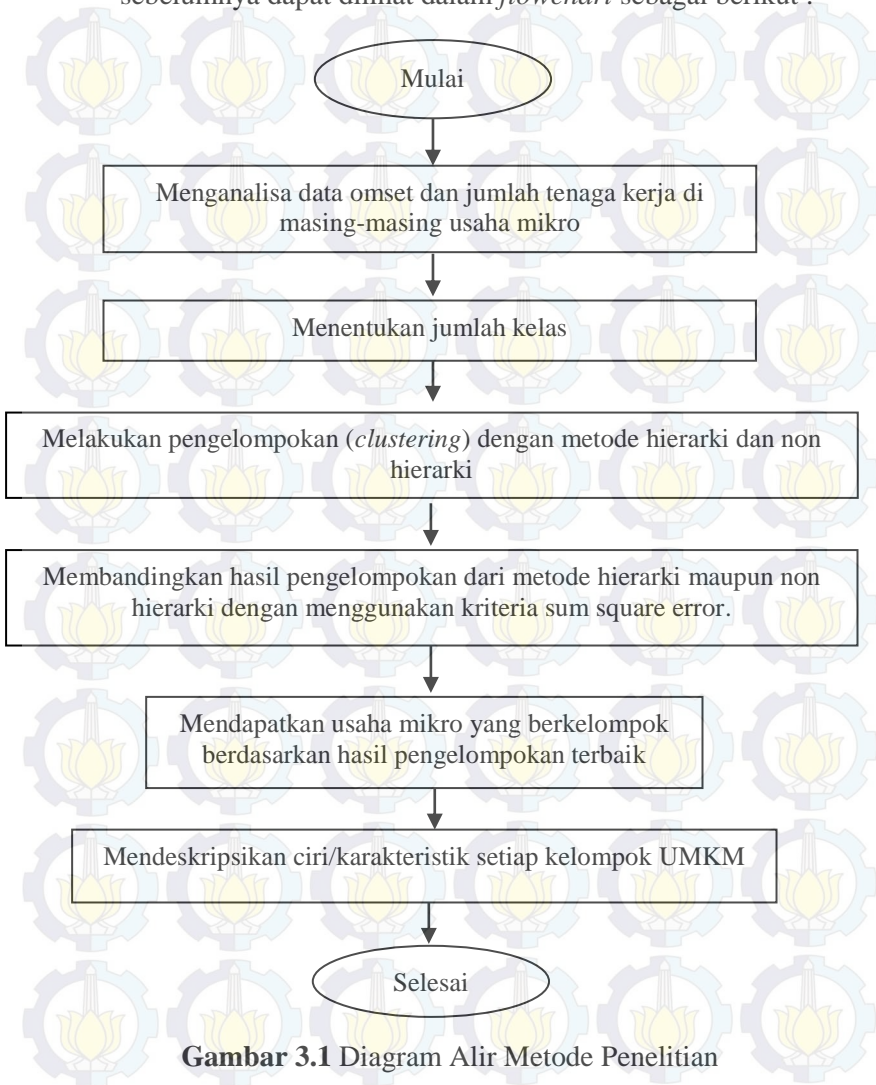 sebelumnya dapat dilihat dalam flowchart sebagai berikut :
Mulai
Menganalisa data omset dan jumlah tenaga kerja di
masing-masing usaha mikro
Menentukan jumlah kelas
Melakukan pengelompokan (clustering) dengan metode hierarki dan non
hierarki
Membandingkan hasil pengelompokan dari metode hierarki maupun non
hierarki dengan menggunakan kriteria sum square error.
Mendapatkan usaha mikro yang berkelompok
berdasarkan hasil pengelompokan terbaik
Mendeskripsikan ciri/karakteristik setiap kelompok UMKM
Selesai
Gambar 3.1 Diagram Alir Metode Penelitian